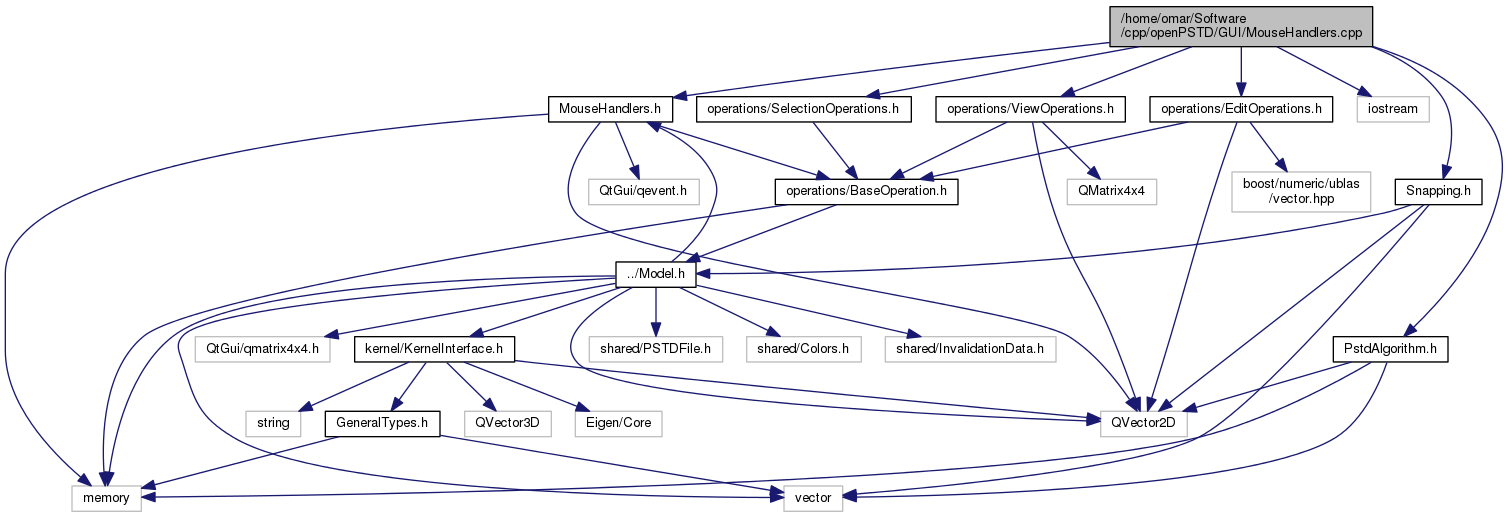 /home/omar/Software
/cpp/openPSTD/GUI/MouseHandlers.cpp
MouseHandlers.h
operations/SelectionOperations.h
operations/ViewOperations.h
operations/EditOperations.h
iostream
QtGui/qevent.h
operations/BaseOperation.h
QMatrix4x4
boost/numeric/ublas
/vector.hpp
Snapping.h
../Model.h
QtGui/qmatrix4x4.h
kernel/KernelInterface.h
shared/PSTDFile.h
shared/Colors.h
shared/InvalidationData.h
PstdAlgorithm.h
string
GeneralTypes.h
QVector3D
Eigen/Core
QVector2D
memory
vector